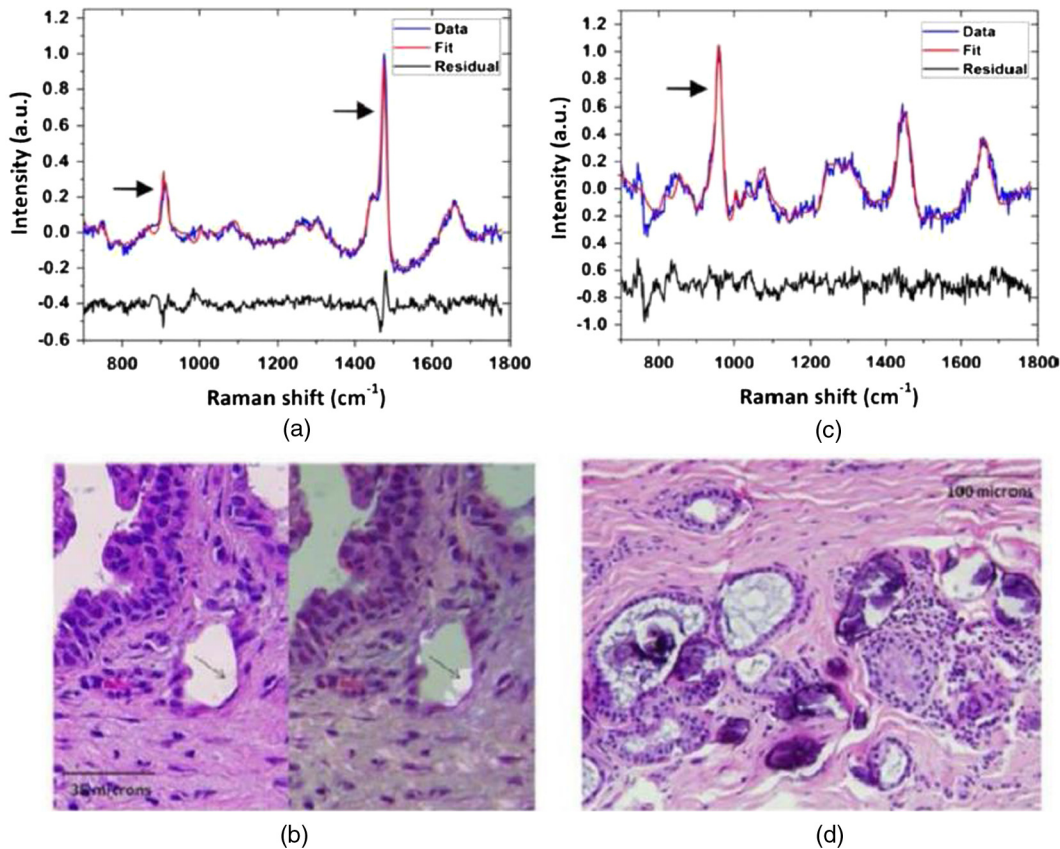 (a)
1.2
1.0
0.8
0.6
0.4
0.2
0.0
-0.2
-0.4
-0.6
Intensity (a.u.)
Data
Fit
Residual
800 1000 1200 1400 1600 1800
Raman shift (cm-1)
(c)
1.2
1.0
0.8
0.6
0.4
0.2
0.0
0.2
0.4
0.6
-0.8
-1.0
Intensity (a.u.)
Data
Fit
Residual
800 1000 1200 1400 1600 1800
Raman shift (cm-1)
microns
(b)
100 microns
(d)